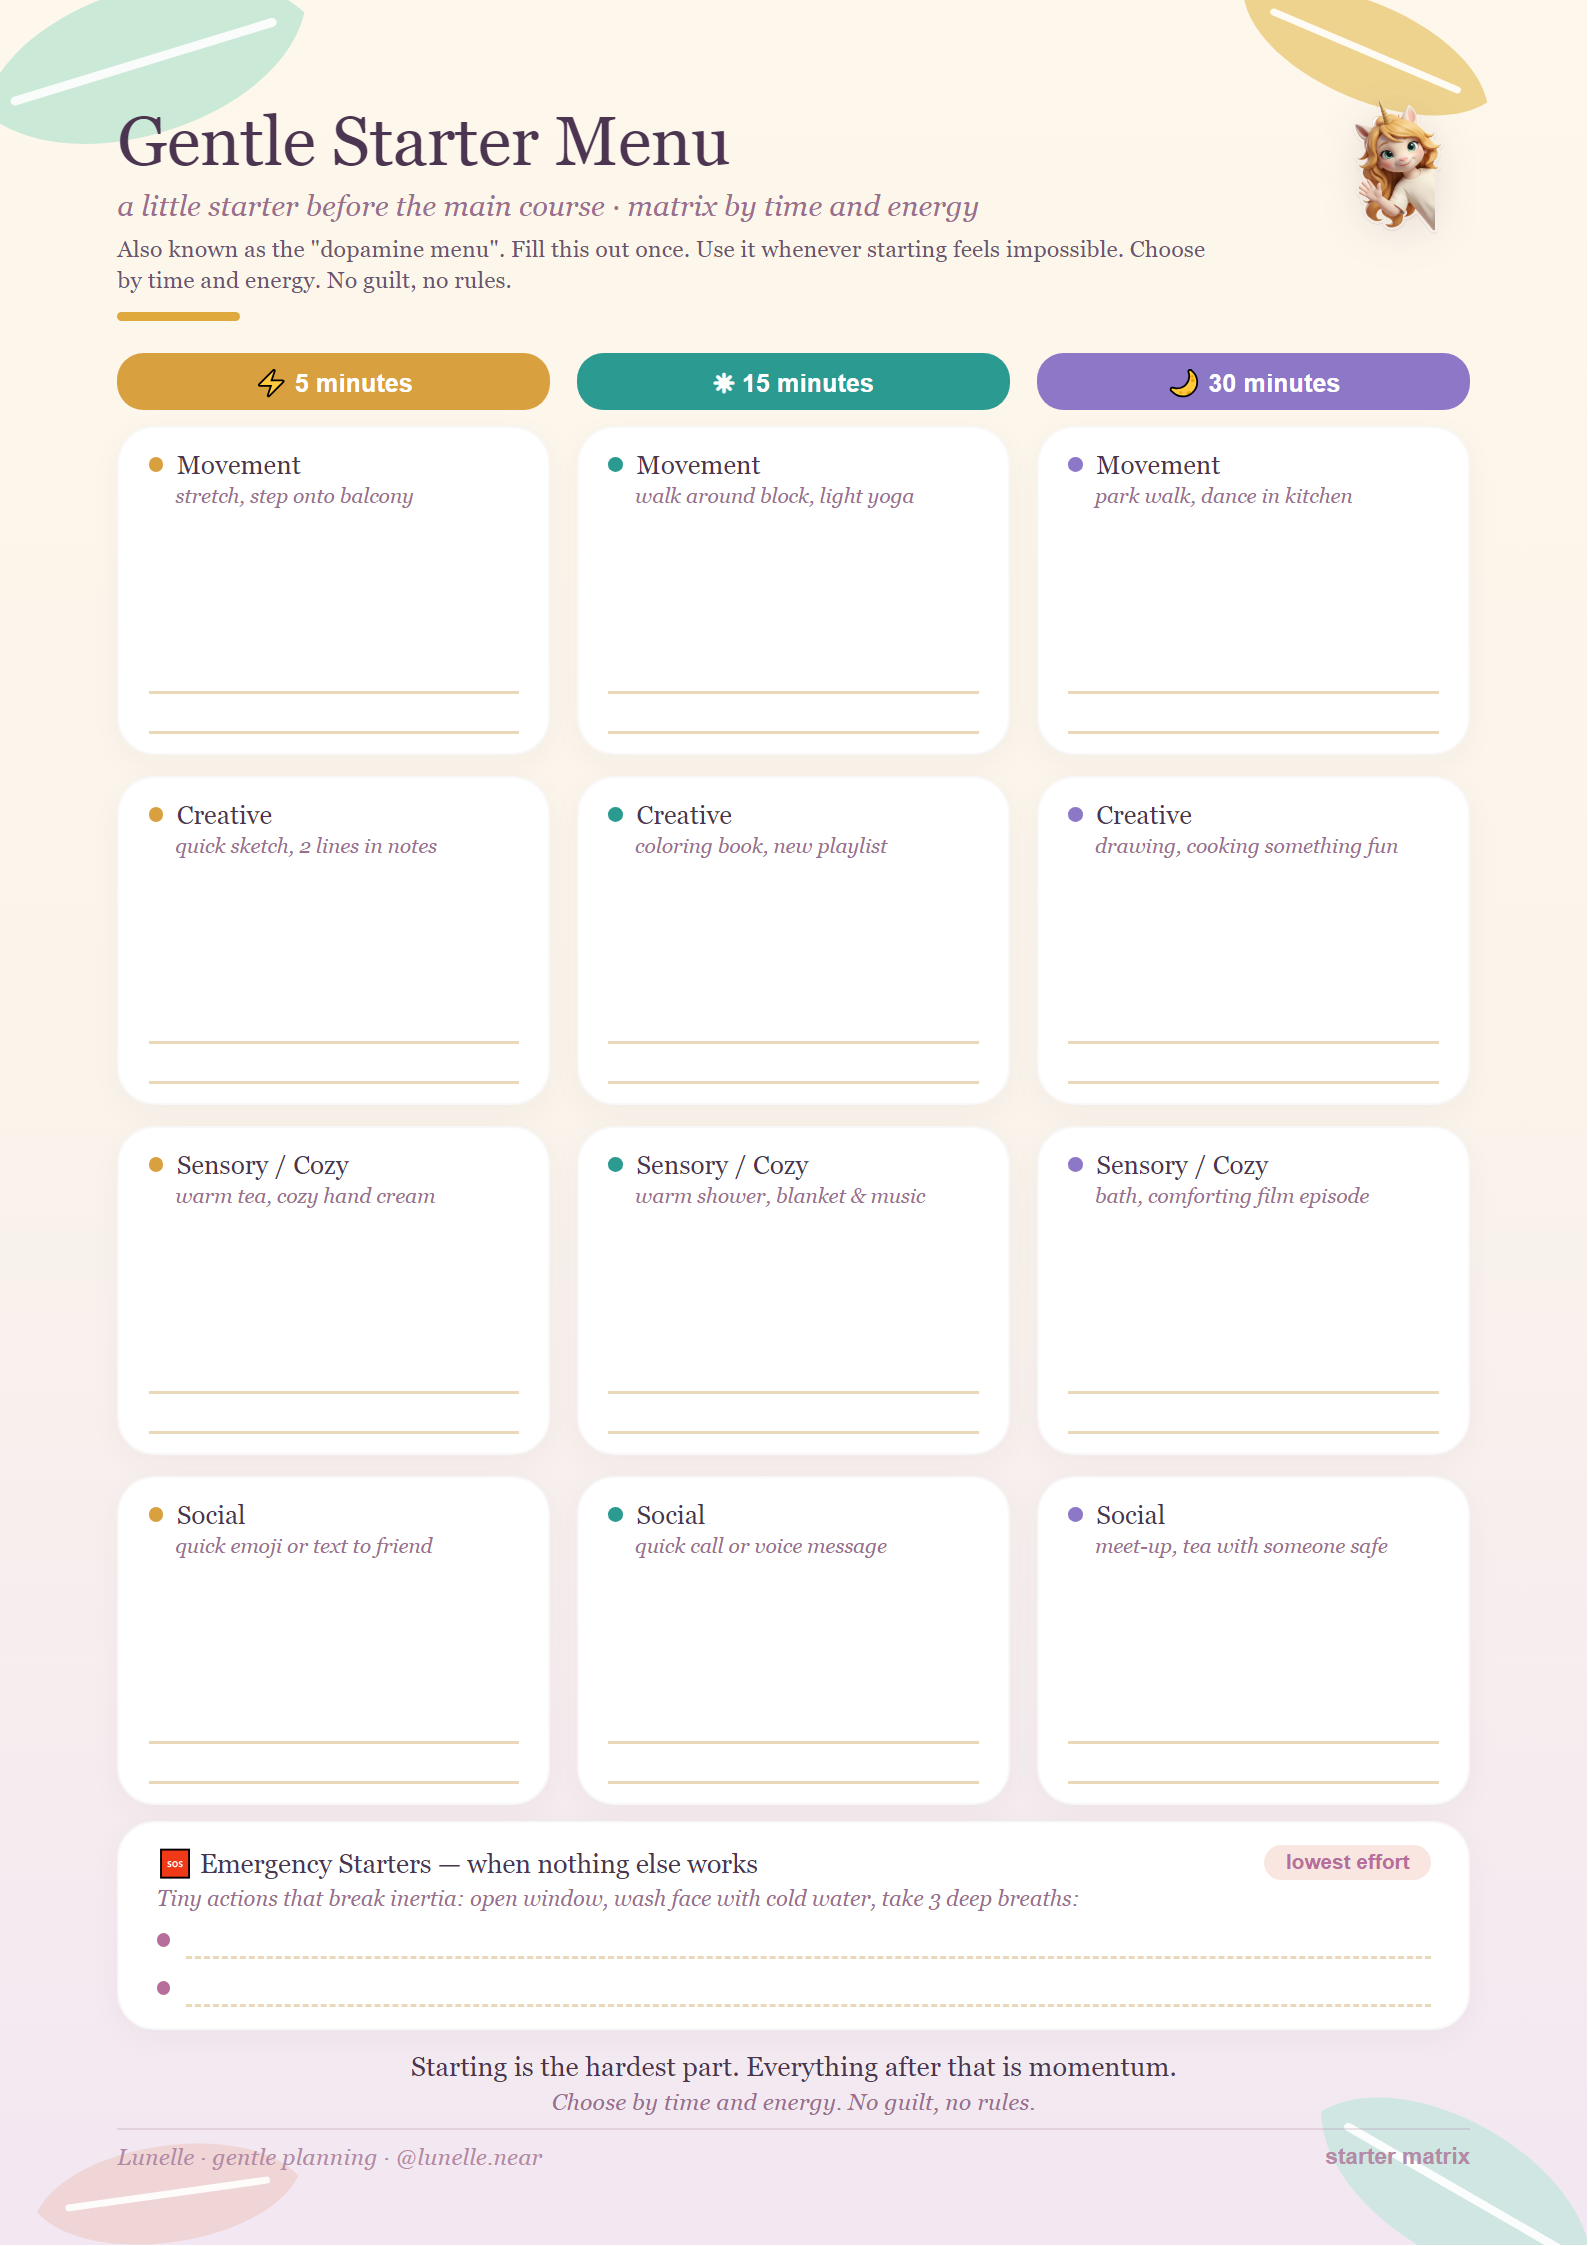 Gentle Starter Menu
a little starter before the main course · matrix by time and energy
Also known as the "dopamine menu". Fill this out once. Use it whenever starting feels impossible. Choose
by time and energy. No guilt, no rules.
⚡ 5 minutes
✷ 15 minutes
🌙 30 minutes
Movement
stretch, step onto balcony
Movement
walk around block, light yoga
Movement
park walk, dance in kitchen
Creative
quick sketch, 2 lines in notes
Creative
coloring book, new playlist
Creative
drawing, cooking something fun
Sensory / Cozy
warm tea, cozy hand cream
Sensory / Cozy
warm shower, blanket & music
Sensory / Cozy
bath, comforting film episode
Social
quick emoji or text to friend
Social
quick call or voice message
Social
meet-up, tea with someone safe
🆘 Emergency Starters — when nothing else works
lowest effort
Tiny actions that break inertia: open window, wash face with cold water, take 3 deep breaths:
Starting is the hardest part. Everything after that is momentum.
Choose by time and energy. No guilt, no rules.
Lunelle · gentle planning · @lunelle.near
starter matrix